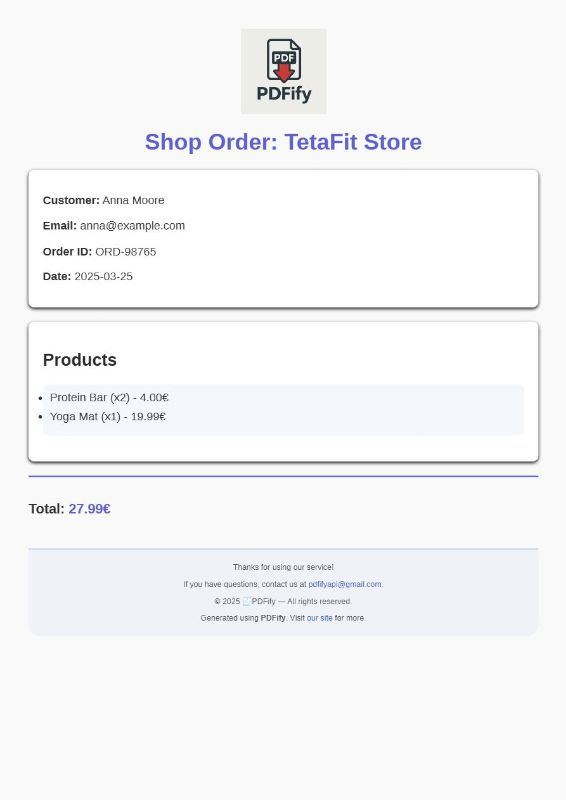 PDF
PDFify
Shop Order: TetaFit Store
Customer: Anna Moore
Email: anna@example.com
Order ID: ORD-98765
Date: 2025-03-25
Products
• Protein Bar (x2) - 4.00€
• Yoga Mat (x1) - 19.99€
Total: 27.99€
Thanks for using our service!
If you have questions, contact us at pdfifyapi@gmail.com.
© 2025 🧾PDFify — All rights reserved.
Generated using PDFify. Visit our site for more.